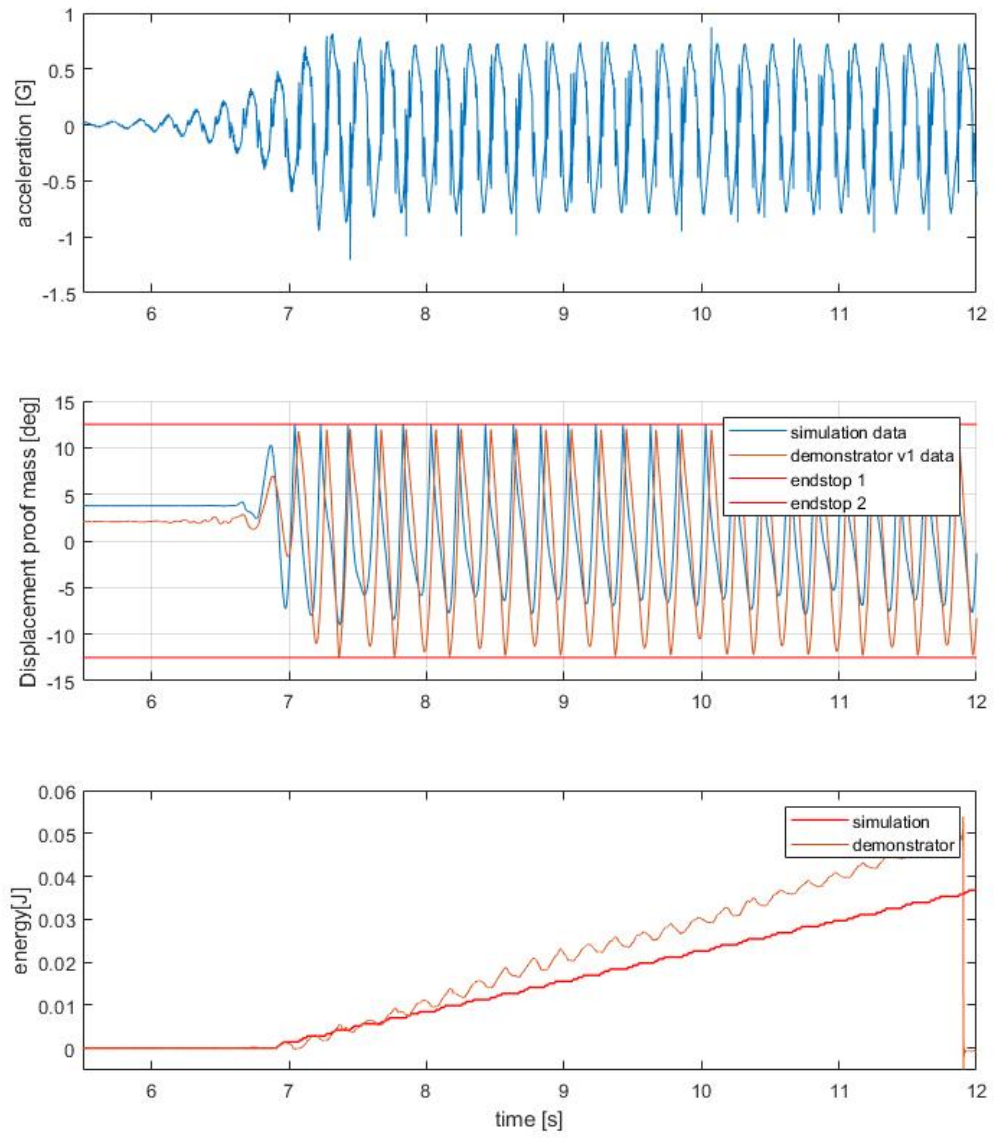 1
0.5
0
-0.5
-1
-1.5
acceleration [G]
6 7 8 9 10 11 12
15
10
5
0
-5
-10
-15
Displacement proof mass [deg]
simulation data
demonstrator v1 data
endstop 1
endstop 2
6 7 8 9 10 11 12
0.06
0.05
0.04
0.03
0.02
0.01
0
energy[J]
simulation
demonstrator
6 7 8 9 10 11 12
time [s]